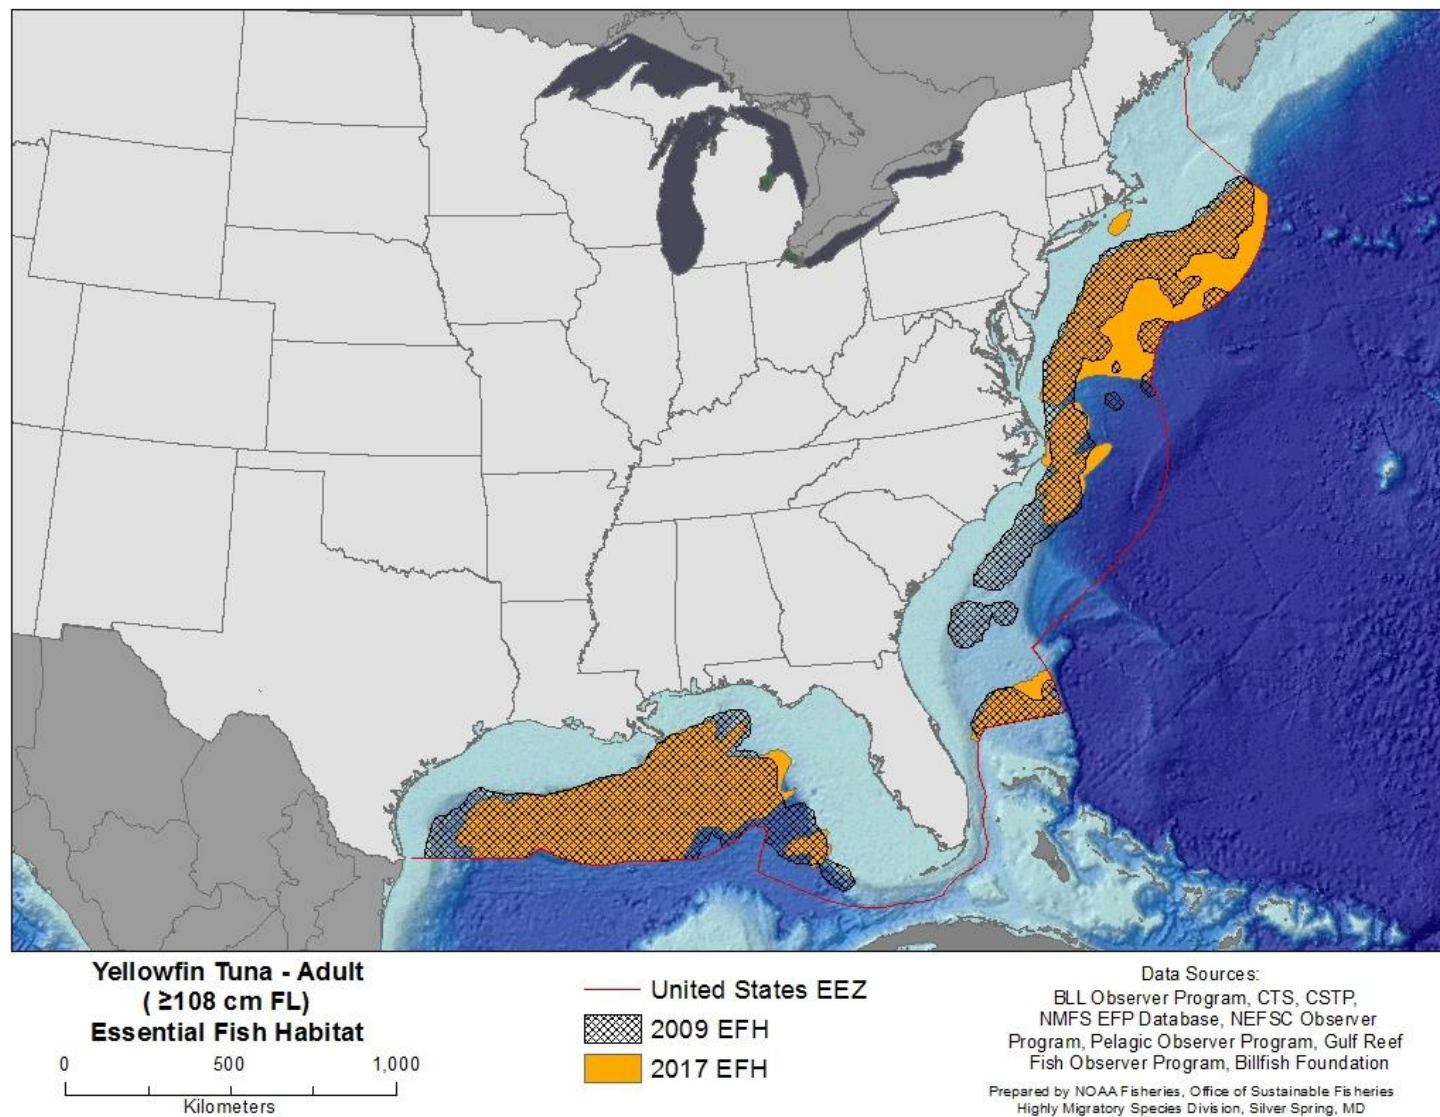 Yellowfin Tuna - Adult
( ≥108 cm FL)
Essential Fish Habitat
0 500 1,000
Kilometers
United States EEZ
2009 EFH
2017 EFH
Data Sources:
BLL Observer Program, CTS, CSTP,
NMFS EFP Database, NEFSC Observer
Program, Pelagic Observer Program, Gulf Reef
Fish Observer Program, Billfish Foundation
Prepared by NOAA Fisheries, Office of Sustainable Fisheries
Highly Migratory Species Division, Silver Spring, MD